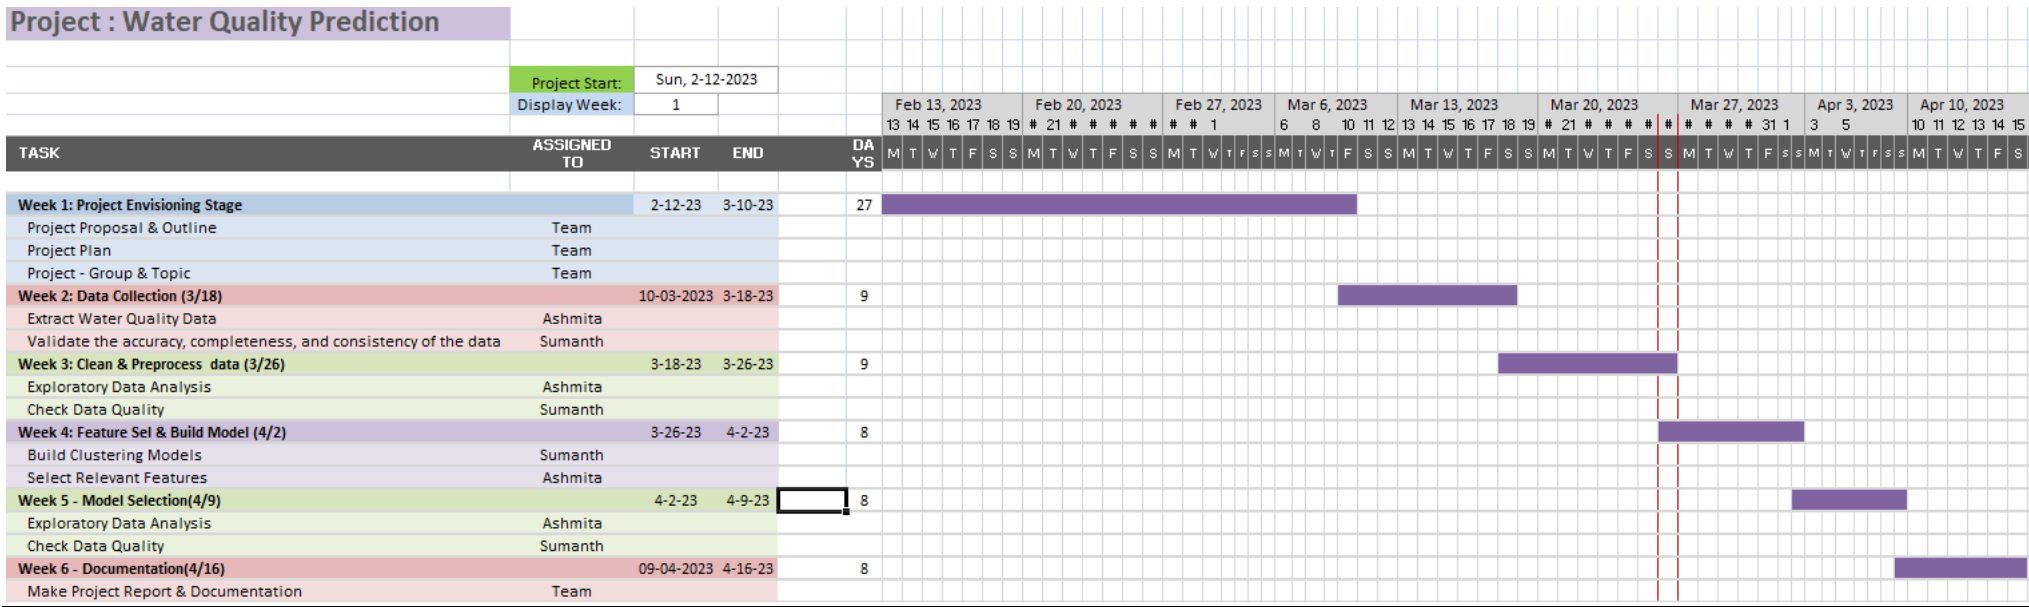 Project : Water Quality Prediction
Project Start: Sun, 2-12-2023
Display Week: 1 Feb 13, 2023 Feb 20, 2023 Feb 27, 2023 Mar 6, 2023 Mar 13, 2023 Mar 20, 2023 Mar 27, 2023 Apr 3, 2023 Apr 10, 2023
13 14 15 16 17 18 19 # 21 # # # # # # # 1 6 8 10 11 12 13 14 15 16 17 18 19 # 21 # # # # # # # # # 31 1 3 5 10 11 12 13 14 15
TASK ASSIGNED TO START END DA YS M T W T F S S M T W T F S S M T W T F S S M T W T F S S M T W T F S S M T W T F S S M T W T F S S M T W T F S S M T W T F S
Week 1: Project Envisioning Stage 2-12-23 3-10-23 27
Project Proposal & Outline Team
Project Plan Team
Project - Group & Topic Team
Week 2: Data Collection (3/18) 10-03-2023 3-18-23 9
Extract Water Quality Data Ashmita
Validate the accuracy, completeness, and consistency of the data Sumanth
Week 3: Clean & Preprocess  data (3/26) 3-18-23 3-26-23 9
Exploratory Data Analysis Ashmita
Check Data Quality Sumanth
Week 4: Feature Sel & Build Model (4/2) 3-26-23 4-2-23 8
Build Clustering Models Sumanth
Select Relevant Features Ashmita
Week 5 - Model Selection(4/9) 4-2-23 4-9-23 8
Exploratory Data Analysis Ashmita
Check Data Quality Sumanth
Week 6 - Documentation(4/16) 09-04-2023 4-16-23 8
Make Project Report & Documentation Team